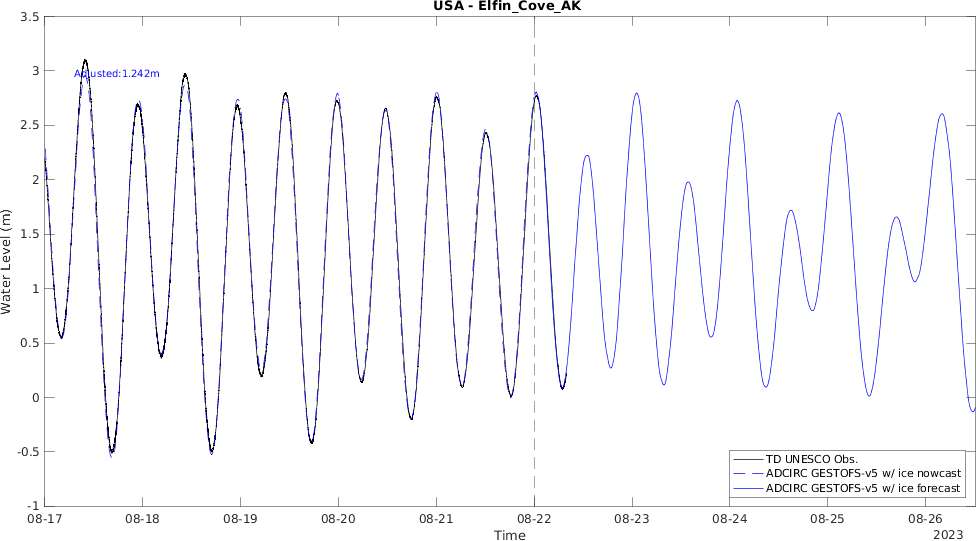 USA - Elfin_Cove_AK
3.5
3
Adjusted:1.242m
2.5
2
1.5
Water Level (m)
1
0.5
0
-0.5
TD UNESCO Obs.
ADCIRC GESTOFS-v5 w/ ice nowcast
ADCIRC GESTOFS-v5 w/ ice forecast
-1
08-17 08-18 08-19 08-20 08-21 08-22 08-23 08-24 08-25 08-26
Time
2023